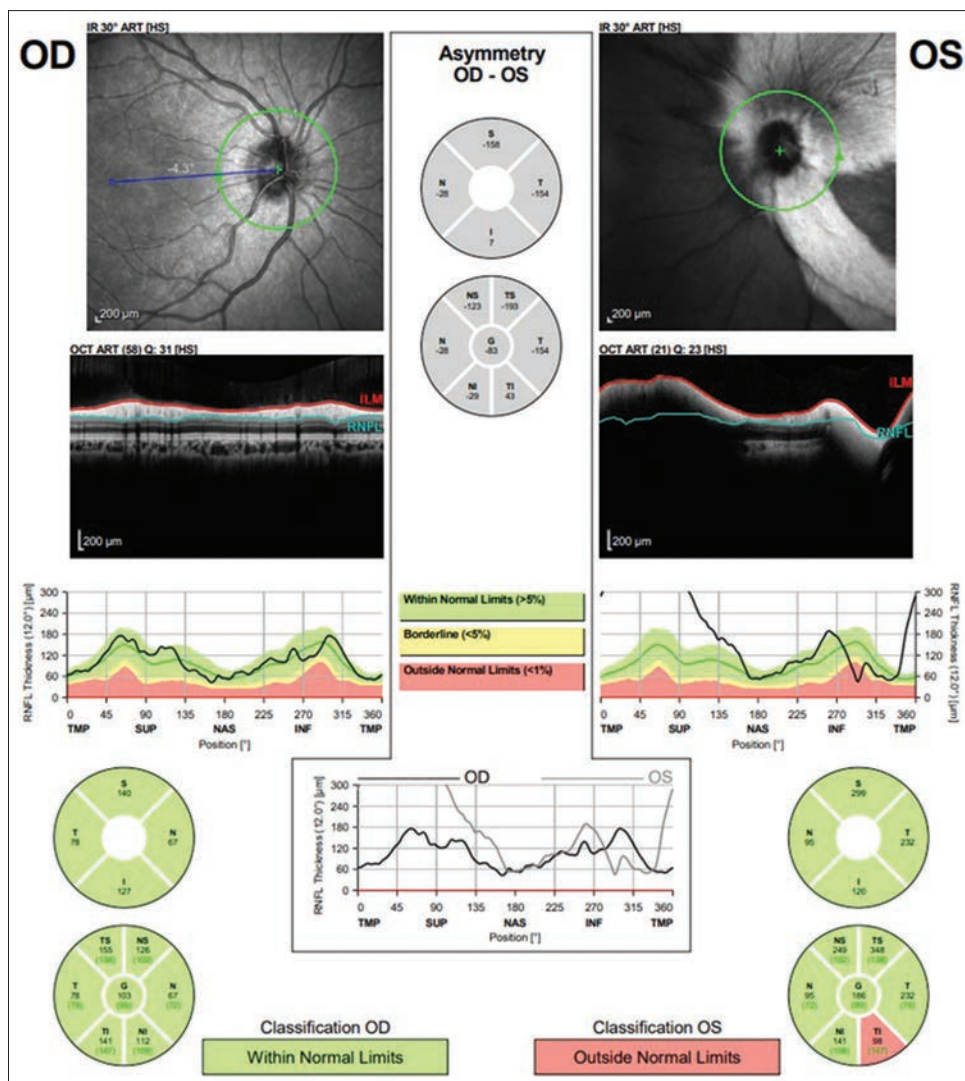 IR 30° ART [HS]
OD
-4.3°
200 µm
OCT ART (58) Q: 31 [HS]
ILM
RNFL
200 µm
Asymmetry
OD - OS
S
-158
N
-28
T
-154
I
7
NS
-123
TS
-193
N
-28
G
-83
T
-154
NI
-29
TI
43
IR 30° ART [HS]
OS
200 µm
OCT ART (21) Q: 23 [HS]
ILM
RNFL
200 µm
RNFL Thickness (12.0°) [µm]
300
240
180
120
60
0
0 45 90 135 180 225 270 315 360
TMP SUP NAS INF TMP
Position [°]
Within Normal Limits (>5%)
Borderline (<5%)
Outside Normal Limits (<1%)
300
240
180
120
60
0
RNFL Thickness (12.0°) [µm]
0 45 90 135 180 225 270 315 360
TMP SUP NAS INF TMP
Position [°]
OD OS
RNFL Thickness (12.0°) [µm]
300
240
180
120
60
0
0 45 90 135 180 225 270 315 360
TMP SUP NAS INF TMP
Position [°]
S
140
T
78
N
67
I
127
TS
155
NS
126
T
78
G
103
N
67
(72)
TI
141
(147)
NI
112
Classification OD
Within Normal Limits
S
299
N
95
T
232
I
120
NS
249
TS
348
N
95
(72)
G
186
T
232
NI
141
TI
98
(147)
Classification OS
Outside Normal Limits